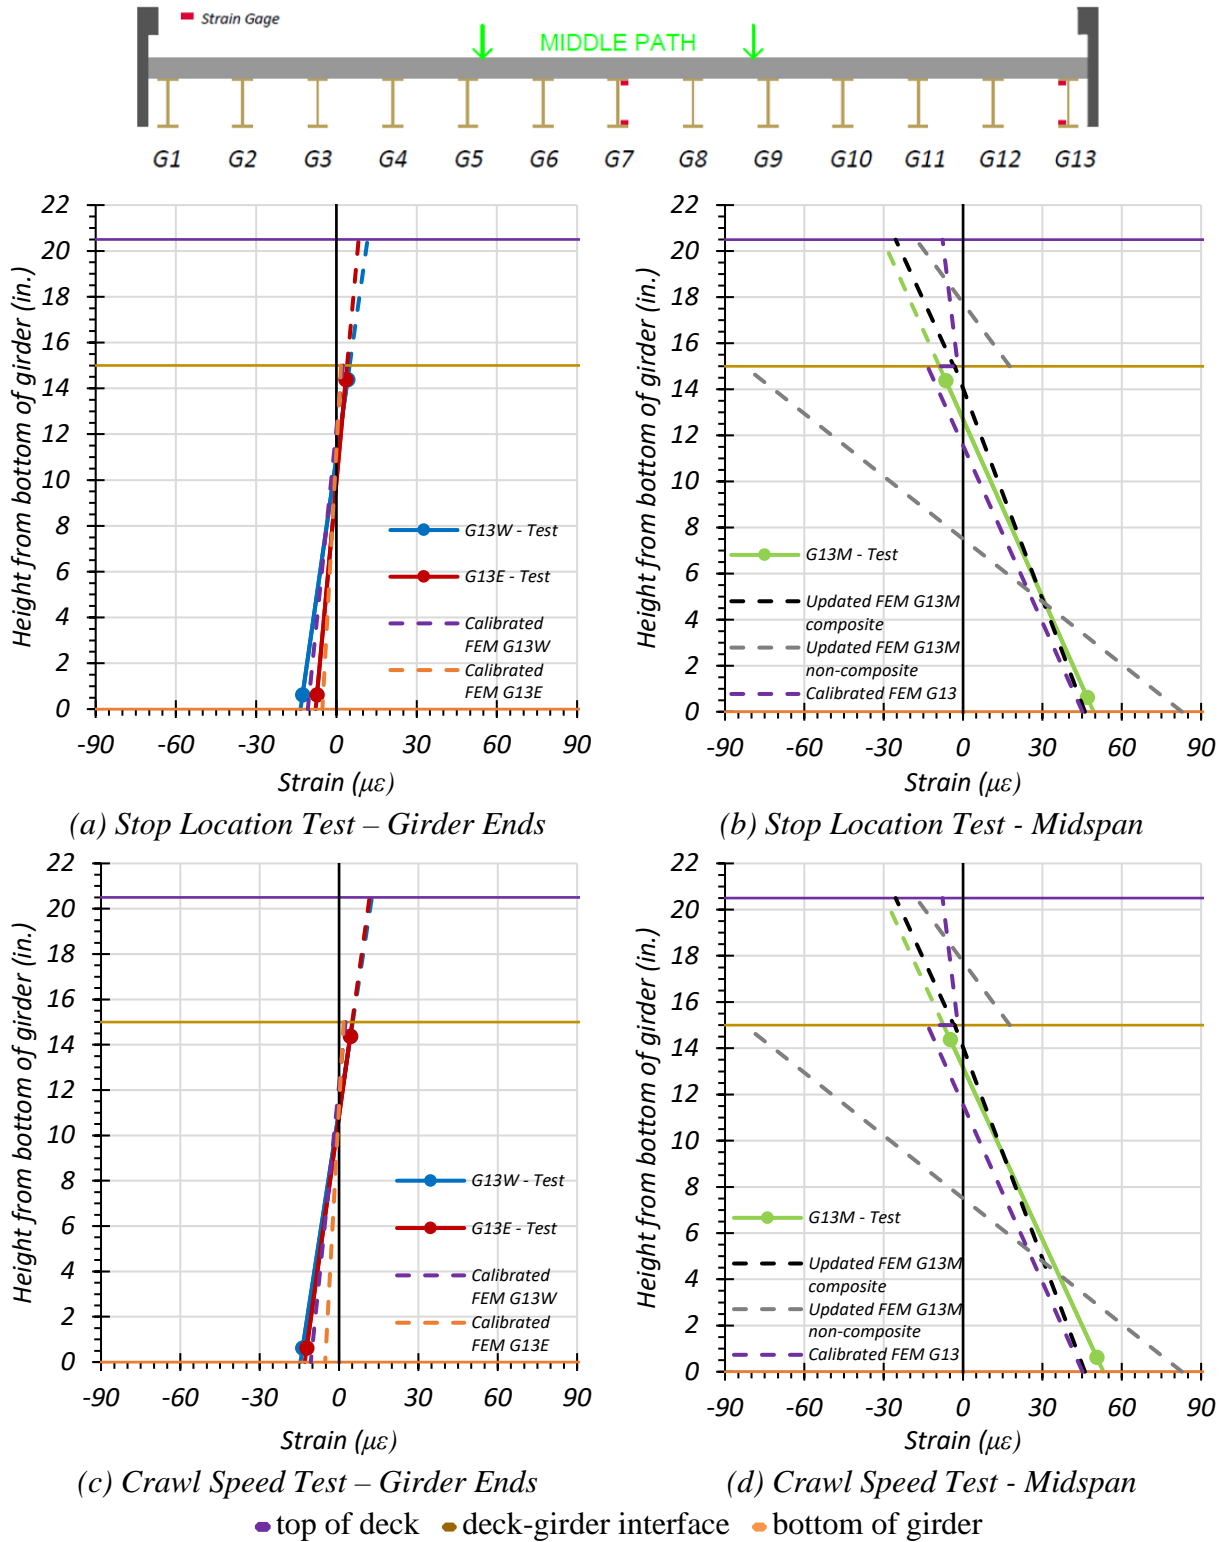 Strain Gage
MIDDLE PATH
G1 G2 G3 G4 G5 G6 G7 G8 G9 G10 G11 G12 G13
Height from bottom of girder (in.)
22
20
18
16
14
12
10
8
6
4
2
0
G13W - Test
G13E - Test
Calibrated
FEM G13W
Calibrated
FEM G13E
-90 -60 -30 0 30 60 90
Strain (με)
(a) Stop Location Test – Girder Ends
Height from bottom of girder (in.)
22
20
18
16
14
12
10
8
6
4
2
0
G13M - Test
Updated FEM G13M
composite
Updated FEM G13M
non-composite
Calibrated FEM G13
-90 -60 -30 0 30 60 90
Strain (με)
(b) Stop Location Test - Midspan
Height from bottom of girder (in.)
22
20
18
16
14
12
10
8
6
4
2
0
G13W - Test
G13E - Test
Calibrated
FEM G13W
Calibrated
FEM G13E
-90 -60 -30 0 30 60 90
Strain (με)
(c) Crawl Speed Test – Girder Ends
Height from bottom of girder (in.)
22
20
18
16
14
12
10
8
6
4
2
0
G13M - Test
Updated FEM G13M
composite
Updated FEM G13M
non-composite
Calibrated FEM G13
-90 -60 -30 0 30 60 90
Strain (με)
(d) Crawl Speed Test - Midspan
top of deck deck-girder interface bottom of girder